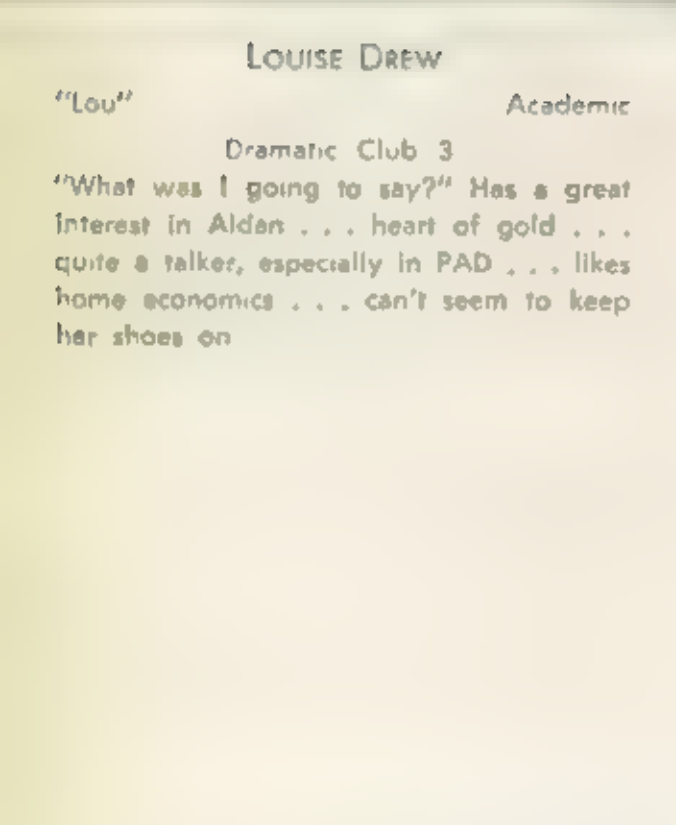 LOUISE DREW
"Lou" Academic
Dramatic Club 3
"What was I going to say?" Has a great
interest in Aldan . . . heart of gold . . .
quite a talker, especially in PAD . . . likes
home economics . . . can't seem to keep
her shoes on